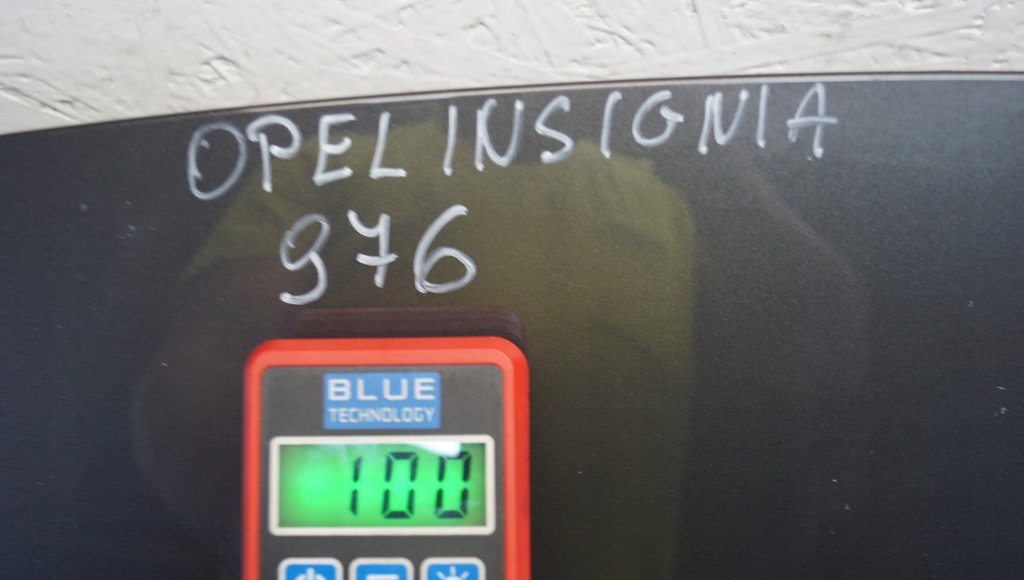 OPEL INSIGNIA
976
BLUE
TECHNOLOGY
100